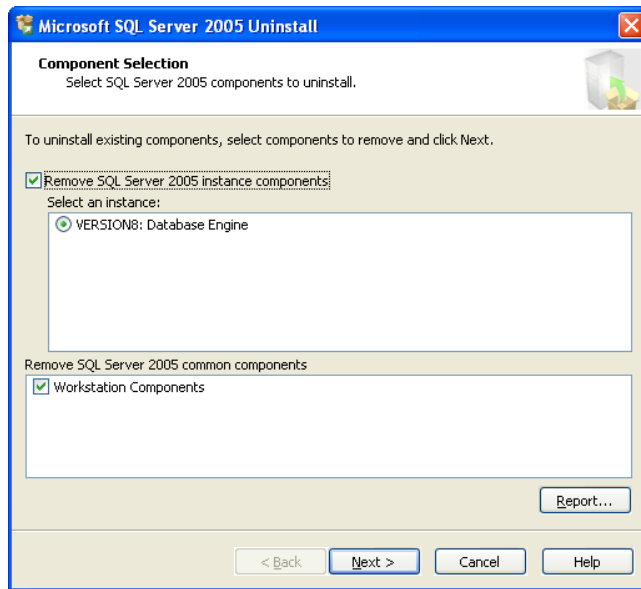 Microsoft SQL Server 2005 Uninstall
Component Selection
Select SQL Server 2005 components to uninstall.
To uninstall existing components, select components to remove and click Next.
Remove SQL Server 2005 instance components
Select an instance:
VERSION8: Database Engine
Remove SQL Server 2005 common components
Workstation Components
Report...
< Back Next > Cancel Help